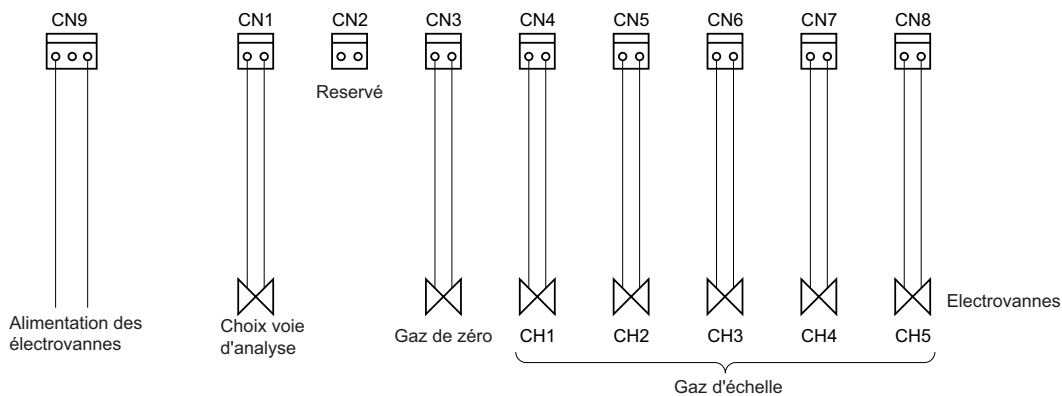 CN9 CN1 CN2 CN3 CN4 CN5 CN6 CN7 CN8
Reservé
Alimentation des
électrovannes
Choix voie
d'analyse
Gaz de zéro
CH1 CH2 CH3 CH4 CH5
Electrovannes
Gaz d'échelle